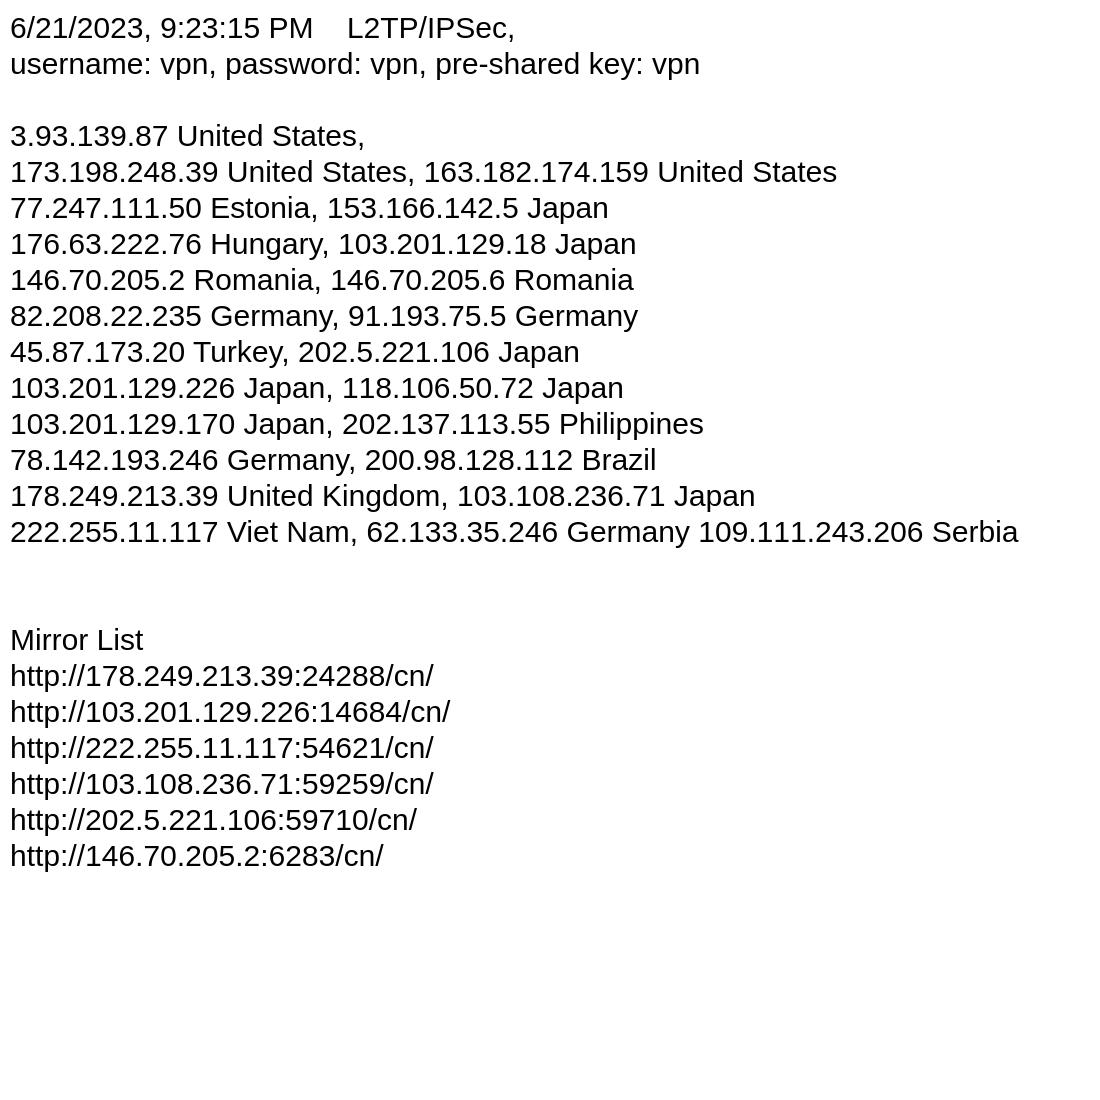 6/21/2023, 9:23:15 PM    L2TP/IPSec,
username: vpn, password: vpn, pre-shared key: vpn
3.93.139.87 United States,
173.198.248.39 United States, 163.182.174.159 United States
77.247.111.50 Estonia, 153.166.142.5 Japan
176.63.222.76 Hungary, 103.201.129.18 Japan
146.70.205.2 Romania, 146.70.205.6 Romania
82.208.22.235 Germany, 91.193.75.5 Germany
45.87.173.20 Turkey, 202.5.221.106 Japan
103.201.129.226 Japan, 118.106.50.72 Japan
103.201.129.170 Japan, 202.137.113.55 Philippines
78.142.193.246 Germany, 200.98.128.112 Brazil
178.249.213.39 United Kingdom, 103.108.236.71 Japan
222.255.11.117 Viet Nam, 62.133.35.246 Germany 109.111.243.206 Serbia
Mirror List
http://178.249.213.39:24288/cn/
http://103.201.129.226:14684/cn/
http://222.255.11.117:54621/cn/
http://103.108.236.71:59259/cn/
http://202.5.221.106:59710/cn/
http://146.70.205.2:6283/cn/